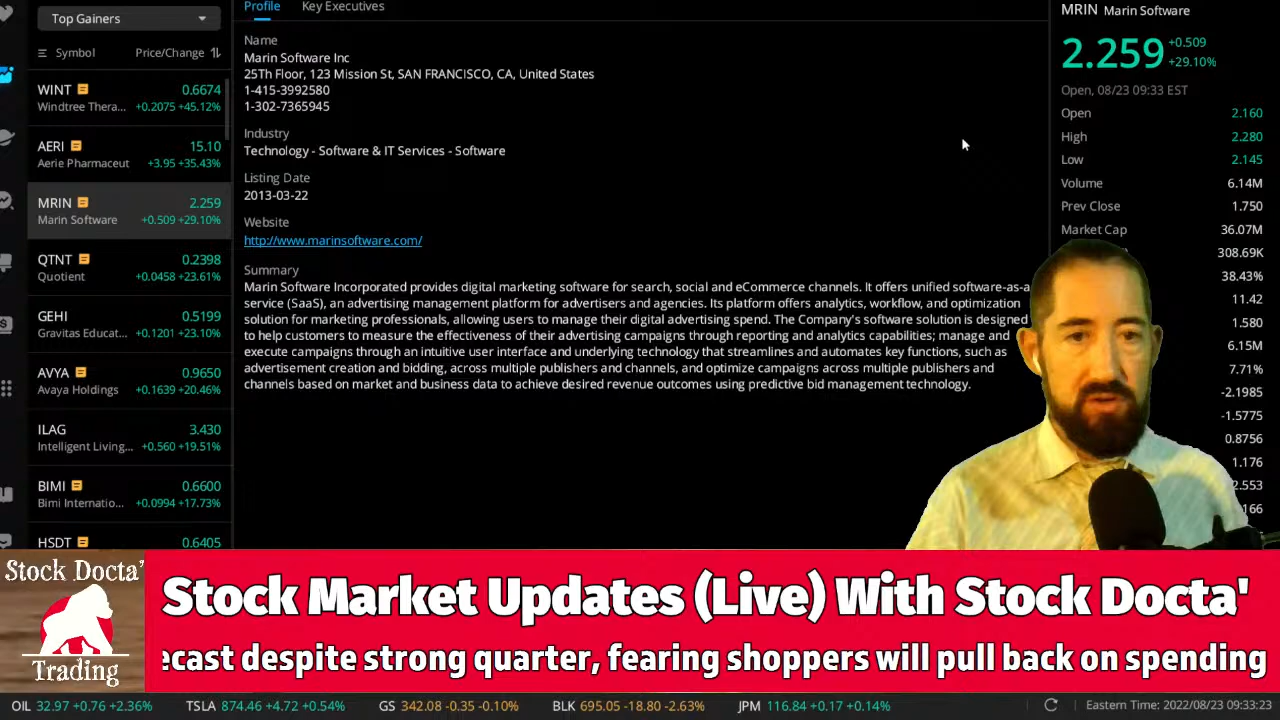 Top Gainers
Symbol Price/Change
WINT 0.6674
Windtree Thera... +0.2075 +45.12%
AERI 15.10
Aerie Pharmaceut +3.95 +35.43%
MRIN 2.259
Marin Software +0.509 +29.10%
QTNT 0.2398
Quotient +0.0458 +23.61%
GEHI 0.5199
Gravitas Educat... +0.1201 +23.10%
AVYA 0.9650
Avaya Holdings +0.1639 +20.46%
ILAG 3.430
Intelligent Living... +0.560 +19.51%
BIMI 0.6600
Bimi Internatio... +0.0994 +17.73%
HSDT 0.6405
Profile Key Executives
Name
Marin Software Inc
25Th Floor, 123 Mission St, SAN FRANCISCO, CA, United States
1-415-3992580
1-302-7365945
Industry
Technology - Software & IT Services - Software
Listing Date
2013-03-22
Website
http://www.marinsoftware.com/
Summary
Marin Software Incorporated provides digital marketing software for search, social and eCommerce channels. It offers unified software-as-a-
service (SaaS), an advertising management platform for advertisers and agencies. Its platform offers analytics, workflow, and optimization
solution for marketing professionals, allowing users to manage their digital advertising spend. The Company's software solution is designed
to help customers to measure the effectiveness of their advertising campaigns through reporting and analytics capabilities; manage and
execute campaigns through an intuitive user interface and underlying technology that streamlines and automates key functions, such as
advertisement creation and bidding, across multiple publishers and channels, and optimize campaigns across multiple publishers and
channels based on market and business data to achieve desired revenue outcomes using predictive bid management technology.
MRIN Marin Software
2.259 +0.509
+29.10%
Open, 08/23 09:33 EST
Open 2.160
High 2.280
Low 2.145
Volume 6.14M
Prev Close 1.750
Market Cap 36.07M
308.69K
38.43%
11.42
1.580
6.15M
7.71%
-2.1985
-1.5775
0.8756
1.176
2.553
166
Stock Docta'
Trading
Stock Market Updates (Live) With Stock Docta'
ecast despite strong quarter, fearing shoppers will pull back on spending
OIL 32.97 +0.76 +2.36% TSLA 874.46 +4.72 +0.54% GS 342.08 -0.35 -0.10% BLK 695.05 -18.80 -2.63% JPM 116.84 +0.17 +0.14% Eastern Time: 2022/08/23 09:33:23